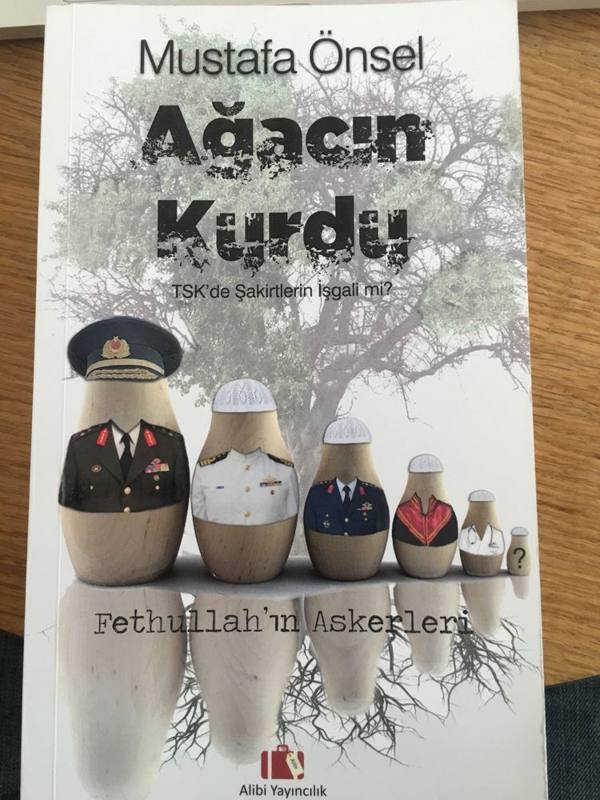 Mustafa Önsel
Ağacın
Kurdu
TSK'de Şakirtlerin İşgali mi?
?
Fethullah'ın Askerleri
Alibi Yayıncılık